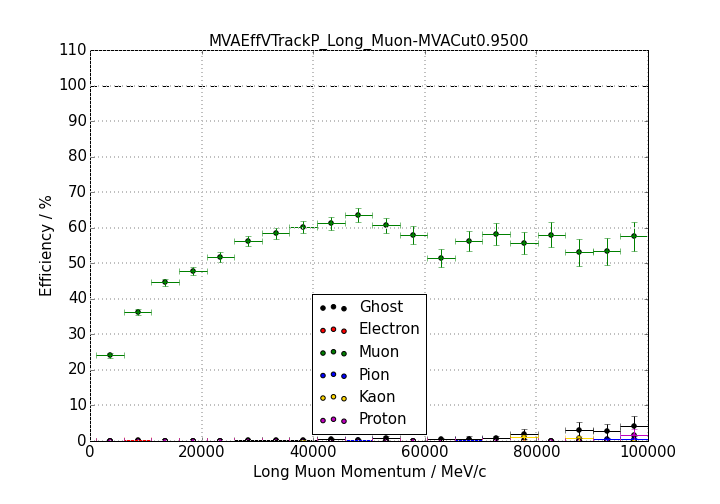 MVAEffVTrackP_Long_Muon-MVACut0.9500
110
100
90
80
70
60
50
40
30
20
10
0
Efficiency / %
Ghost
Electron
Muon
Pion
Kaon
Proton
0 20000 40000 60000 80000 100000
Long Muon Momentum / MeV/c